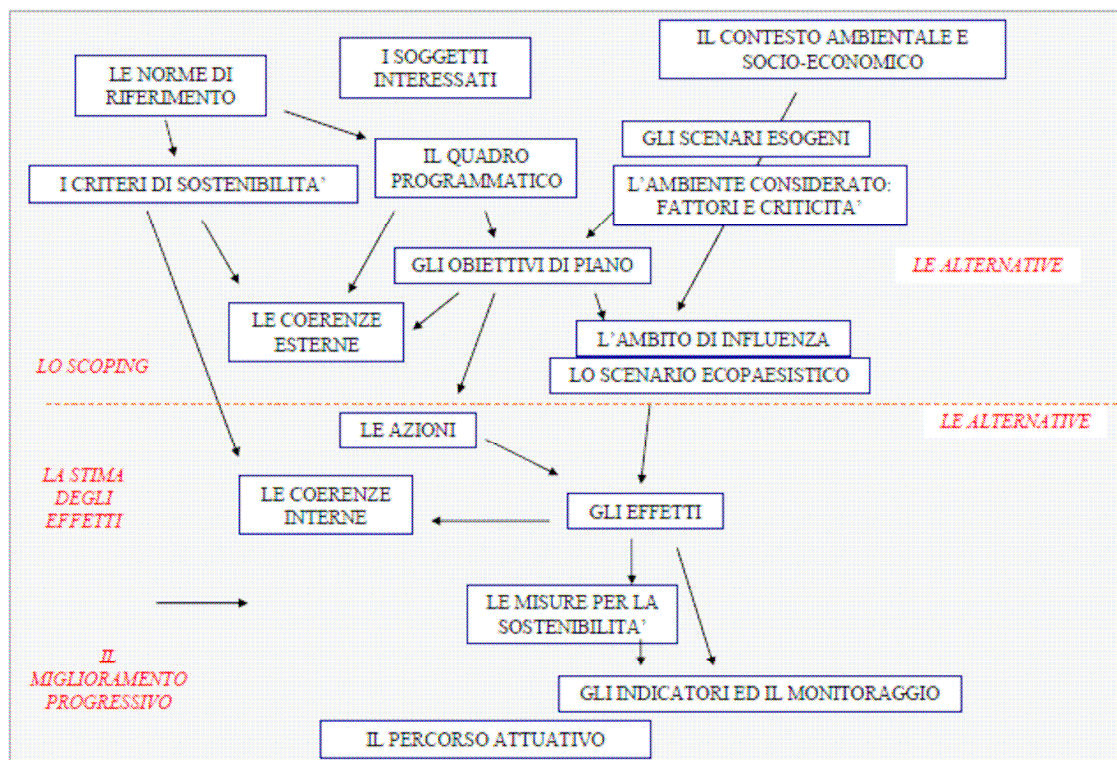 IL CONTESTO AMBIENTALE E
SOCIO-ECONOMICO
I SOGGETTI
INTERESSATI
LE NORME DI
RIFERIMENTO
GLI SCENARI ESOGENI
IL QUADRO
PROGRAMMATICO
I CRITERI DI SOSTENIBILITA'
L'AMBIENTE CONSIDERATO:
FATTORI E CRITICITA'
GLI OBIETTIVI DI PIANO
LE ALTERNATIVE
LE COERENZE
ESTERNE
L'AMBITO DI INFLUENZA
LO SCOPING
LO SCENARIO ECOPAESISTICO
LE ALTERNATIVE
LE AZIONI
LA STIMA
DEGLI
EFFETTI
LE COERENZE
INTERNE
GLI EFFETTI
LE MISURE PER LA
SOSTENIBILITA'
IL
MIGLIORAMENTO
PROGRESSIVO
GLI INDICATORI ED IL MONITORAGGIO
IL PERCORSO ATTUATIVO